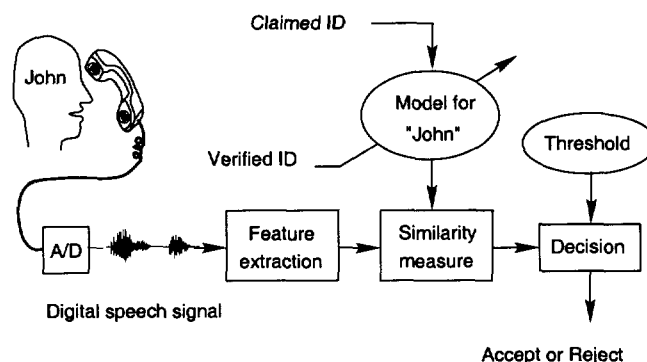 Claimed ID
John
Model for
"John"
Verified ID
Threshold
A/D
Feature
extraction
Similarity
measure
Decision
Digital speech signal
Accept or Reject